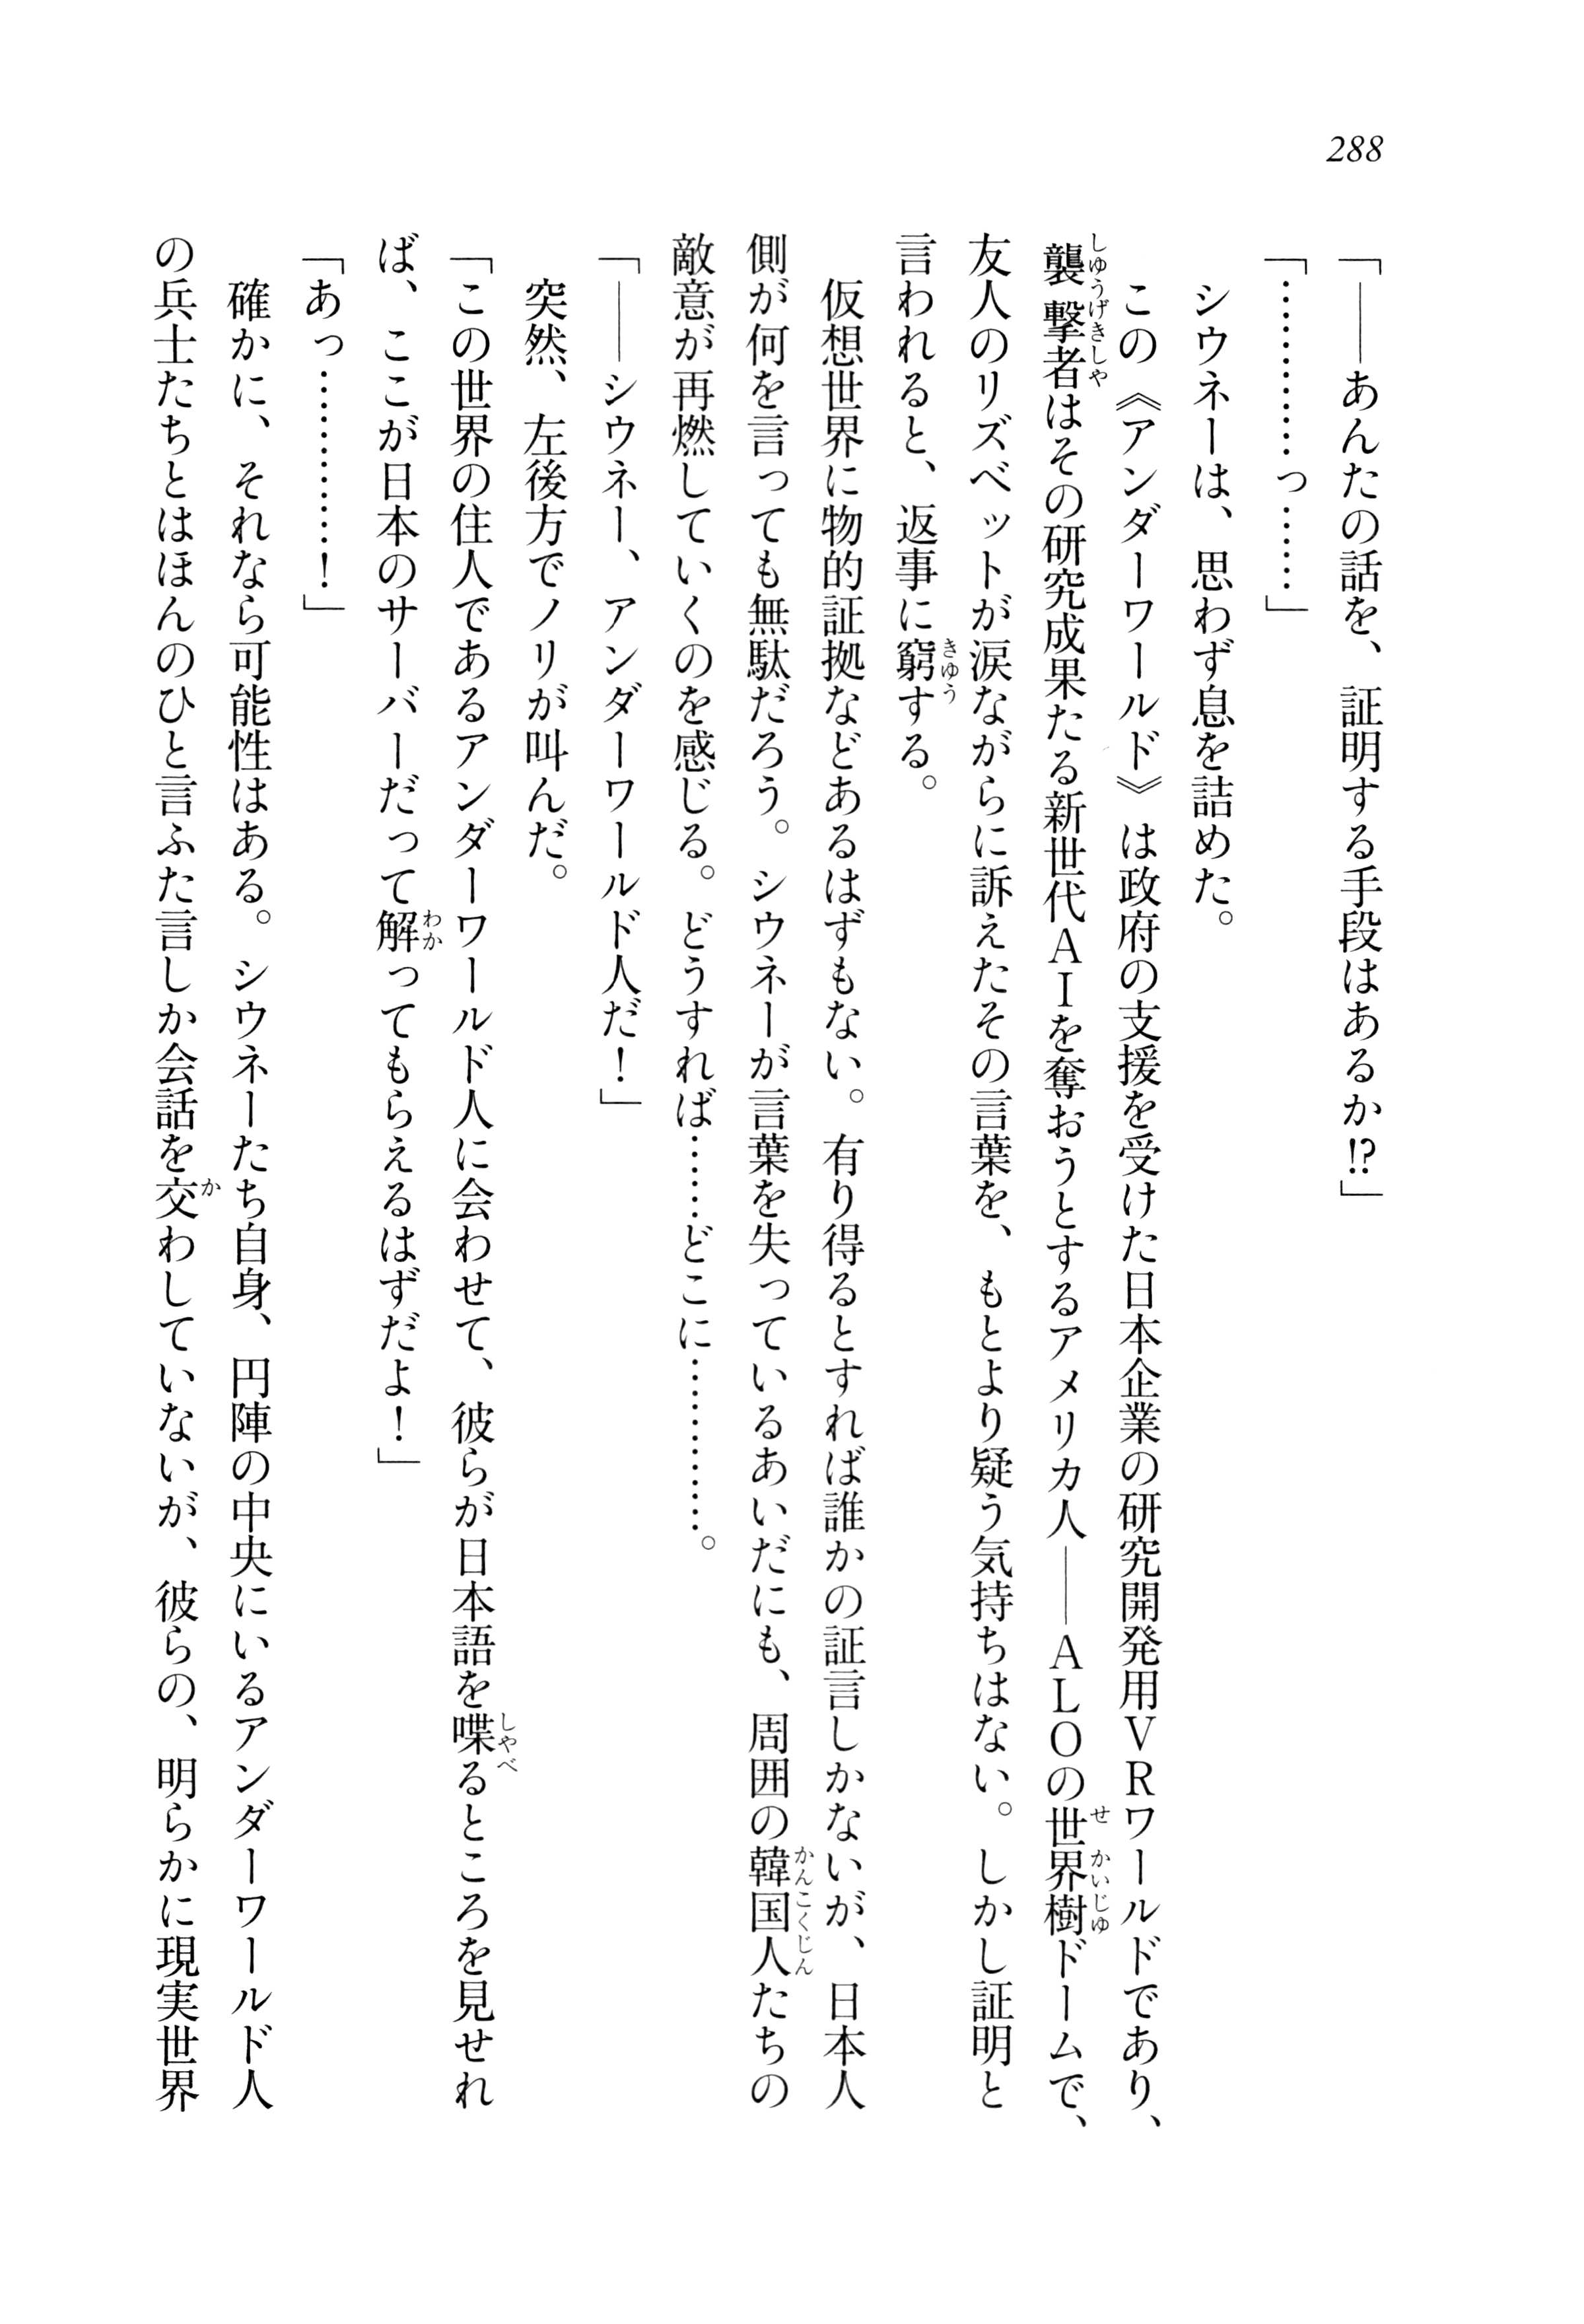 288
「――あんたの話を、証明する手段はあるか!?」
「…………っ……」
　シウネーは、思わず息を詰めた。
　この《アンダーワールド》は政府の支援を受けた日本企業の研究開発用ＶＲワールドであり、
襲撃者はその研究成果たる新世代ＡＩを奪おうとするアメリカ人――ＡＬＯの世界樹ドームで、
友人のリズベットが涙ながらに訴えたその言葉を、もとより疑う気持ちはない。しかし証明と
言われると、返事に窮する。
　仮想世界に物的証拠などあるはずもない。有り得るとすれば誰かの証言しかないが、日本人
側が何を言っても無駄だろう。シウネーが言葉を失っているあいだにも、周囲の韓国人たちの
敵意が再燃していくのを感じる。どうすれば……どこに…………。
「――シウネー、アンダーワールド人だ！」
　突然、左後方でノリが叫んだ。
「この世界の住人であるアンダーワールド人に会わせて、彼らが日本語を喋るところを見せれ
ば、ここが日本のサーバーだって解ってもらえるはずだよ！」
「あっ…………！」
　確かに、それなら可能性はある。シウネーたち自身、円陣の中央にいるアンダーワールド人
の兵士たちとはほんのひと言ふた言しか会話を交わしていないが、彼らの、明らかに現実世界